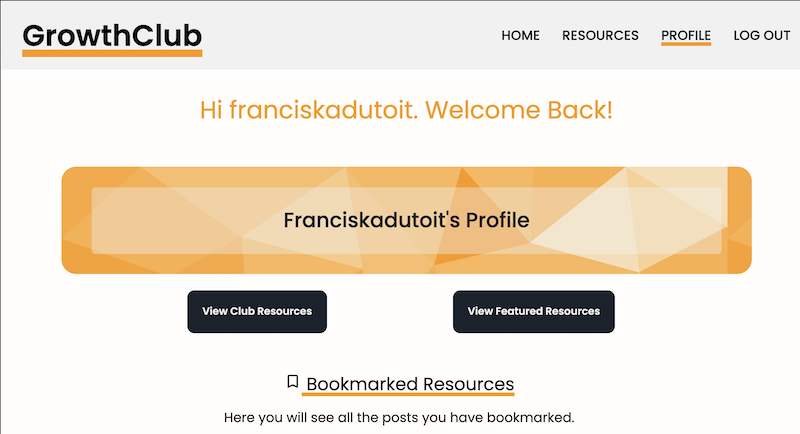 GrowthClub
HOME RESOURCES PROFILE LOG OUT
Hi franciskadutoit. Welcome Back!
Franciskadutoit's Profile
View Club Resources
View Featured Resources
Bookmarked Resources
Here you will see all the posts you have bookmarked.